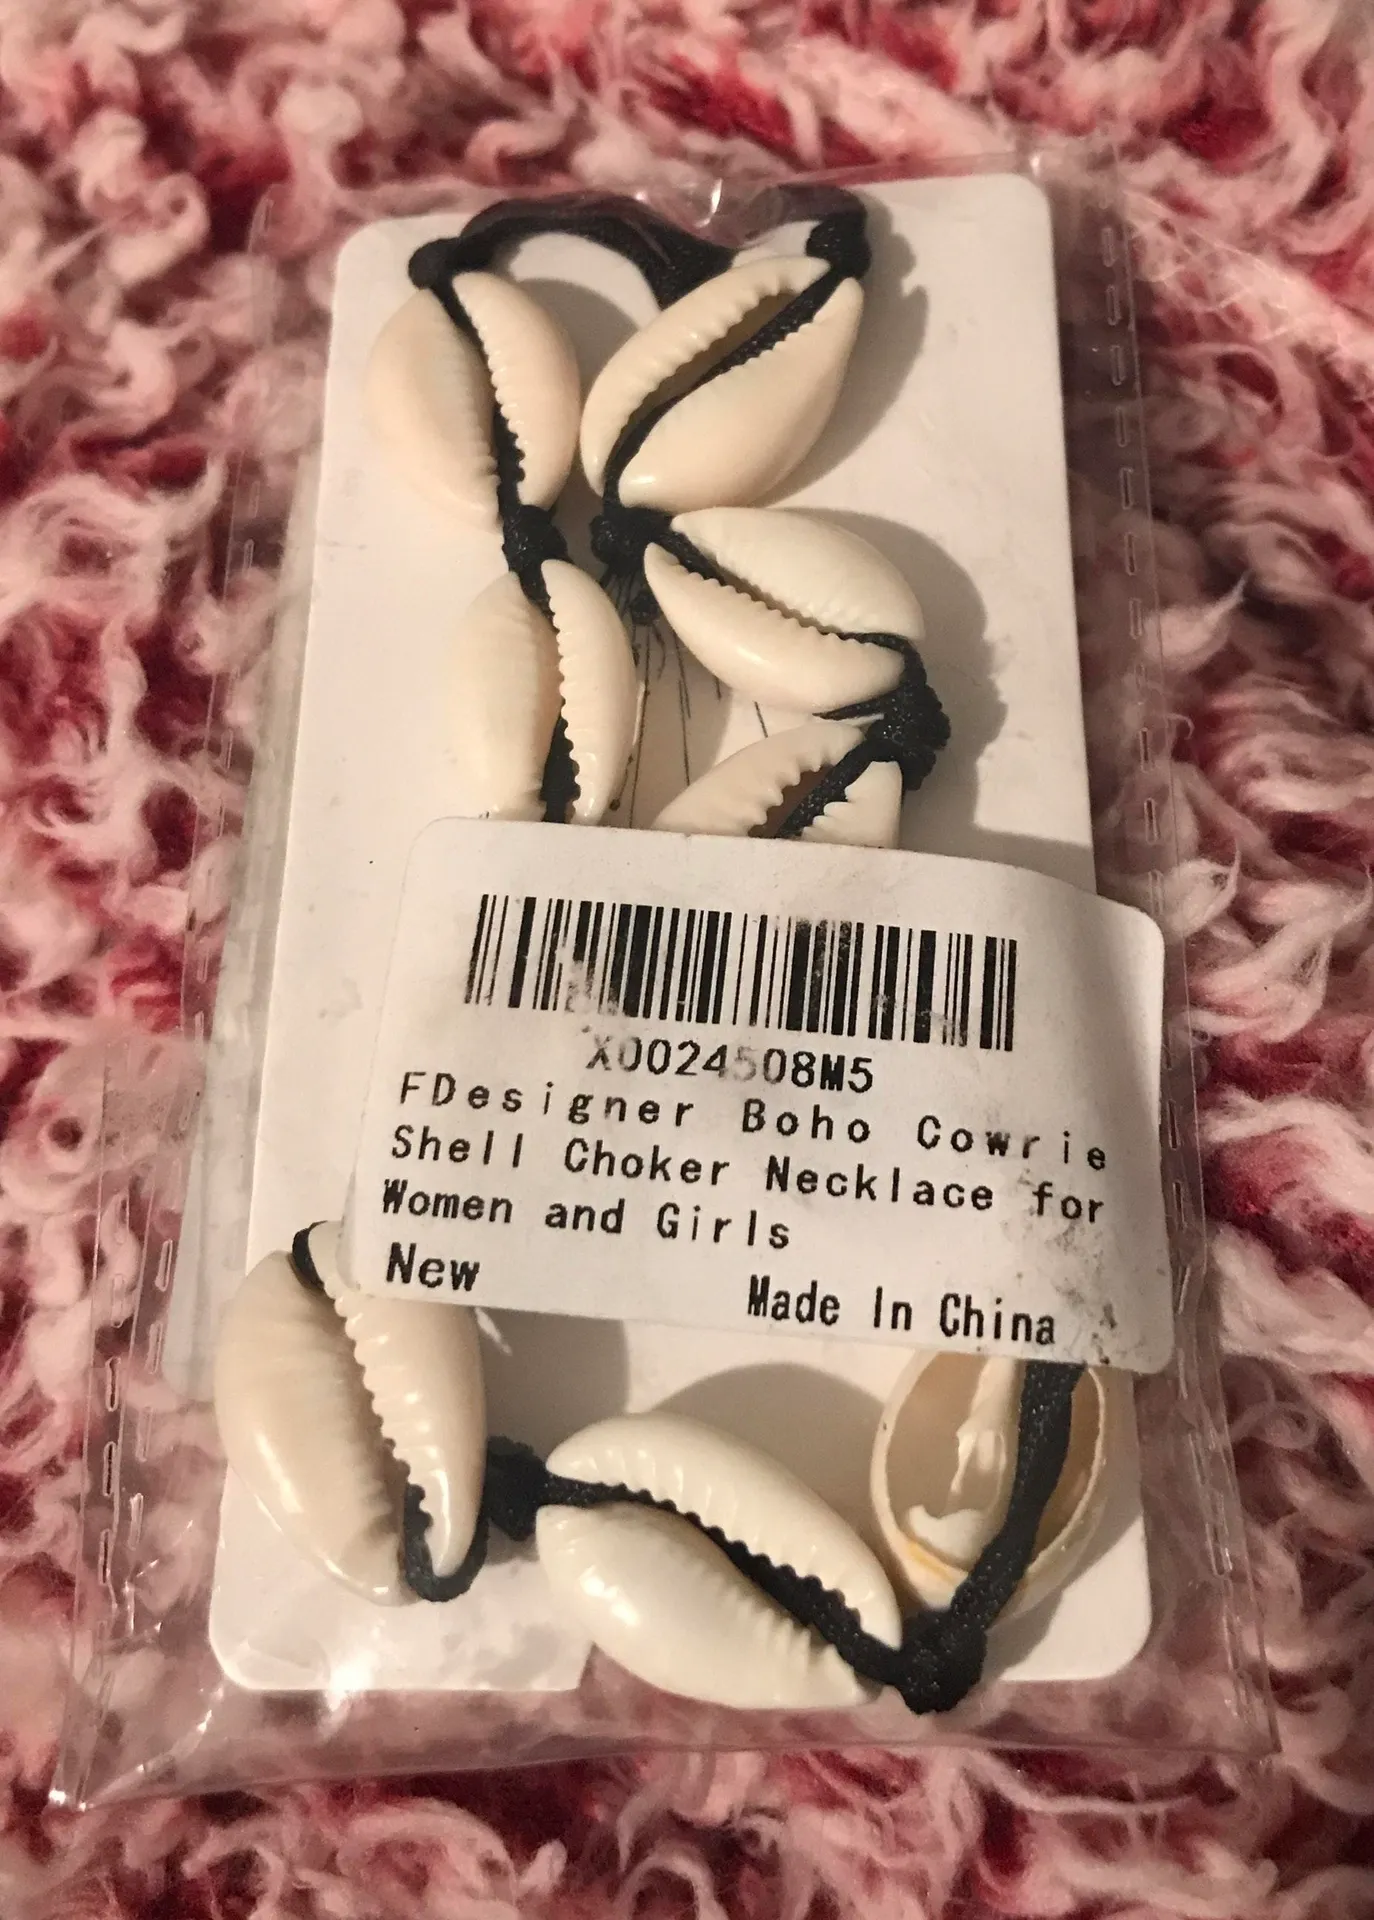 X0024508M5
FDesigner Boho Cowrie
Shell Choker Necklace for
Women and Girls
New Made In China